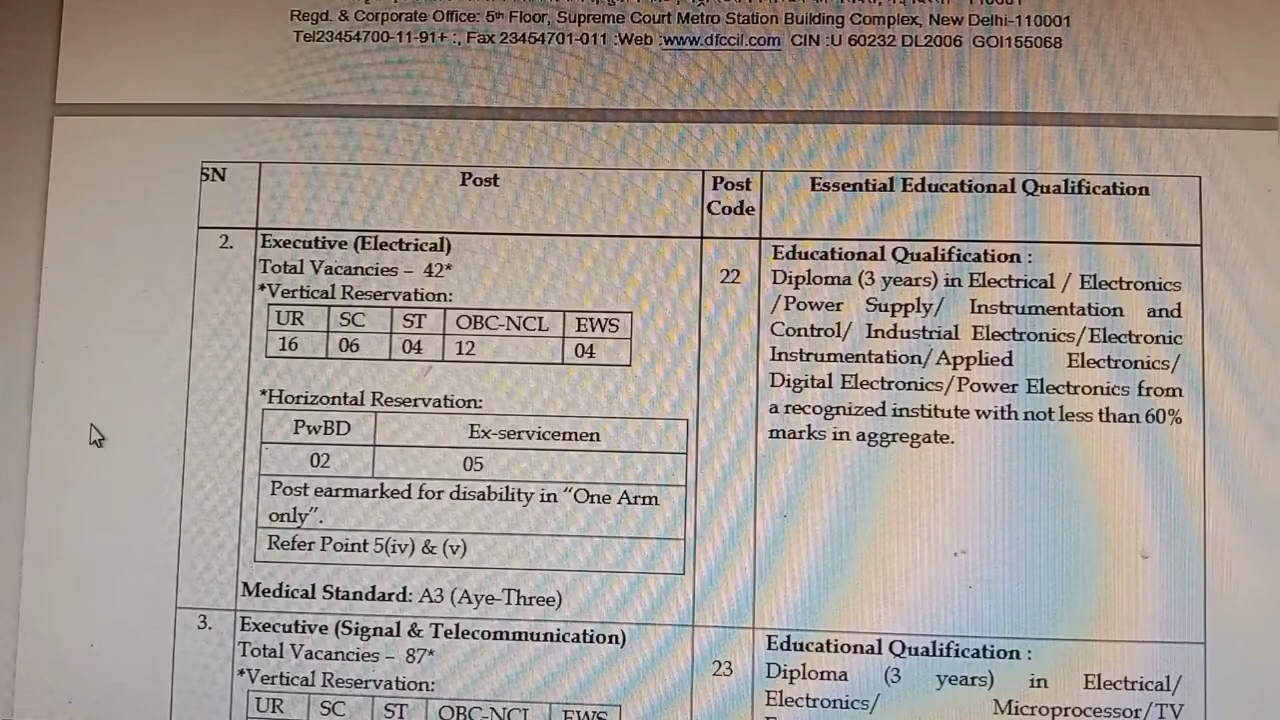 Regd. & Corporate Office: 5th Floor, Supreme Court Metro Station Building Complex, New Delhi-110001
Tel23454700-11-91+ :, Fax 23454701-011 :Web :www.dfccil.com CIN :U 60232 DL2006 GOI155068
SN Post Post Code Essential Educational Qualification
2. Executive (Electrical)
Total Vacancies – 42*
*Vertical Reservation:
UR SC ST OBC-NCL EWS
16 06 04 12 04
*Horizontal Reservation:
PwBD Ex-servicemen
02 05
Post earmarked for disability in “One Arm
only”.
Refer Point 5(iv) & (v)
Medical Standard: A3 (Aye-Three)
22
Educational Qualification :
Diploma (3 years) in Electrical / Electronics
/Power Supply/ Instrumentation and
Control/ Industrial Electronics/Electronic
Instrumentation/Applied Electronics/
Digital Electronics/Power Electronics from
a recognized institute with not less than 60%
marks in aggregate.
3. Executive (Signal & Telecommunication)
Total Vacancies – 87*
*Vertical Reservation:
UR SC ST OBC-NCL EWS
23
Educational Qualification :
Diploma (3 years) in Electrical/
Electronics/ Microprocessor/TV